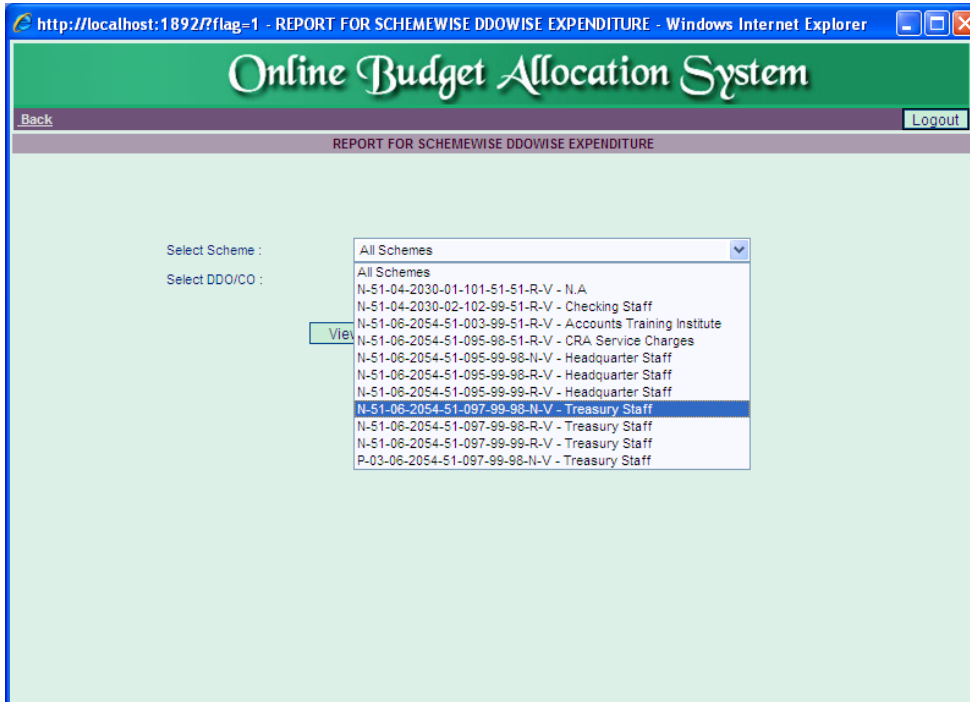 http://localhost:1892/?flag=1 - REPORT FOR SCHEMEWISE DDOWISE EXPENDITURE - Windows Internet Explorer
Online Budget Allocation System
Back
Logout
REPORT FOR SCHEMEWISE DDOWISE EXPENDITURE
Select Scheme :
All Schemes
Select DDO/CO :
All Schemes
N-51-04-2030-01-101-51-51-R-V - N.A
N-51-04-2030-02-102-99-51-R-V - Checking Staff
N-51-06-2054-51-003-99-51-R-V - Accounts Training Institute
N-51-06-2054-51-095-98-51-R-V - CRA Service Charges
N-51-06-2054-51-095-99-98-N-V - Headquarter Staff
N-51-06-2054-51-095-99-98-R-V - Headquarter Staff
N-51-06-2054-51-095-99-99-R-V - Headquarter Staff
N-51-06-2054-51-097-99-98-N-V - Treasury Staff
N-51-06-2054-51-097-99-98-R-V - Treasury Staff
N-51-06-2054-51-097-99-99-R-V - Treasury Staff
P-03-06-2054-51-097-99-98-N-V - Treasury Staff